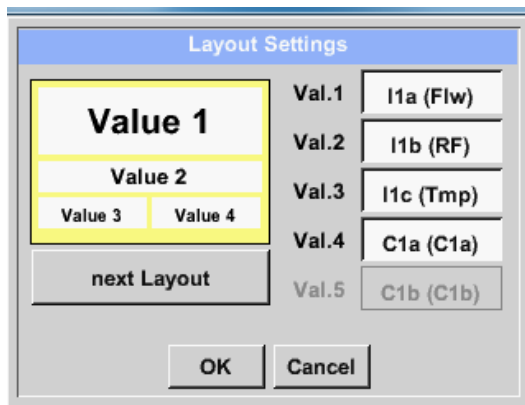 Layout Settings
Value 1
Value 2
Value 3 Value 4
next Layout
Val.1 I1a (Flw)
Val.2 I1b (RF)
Val.3 I1c (Tmp)
Val.4 C1a (C1a)
Val.5 C1b (C1b)
OK Cancel